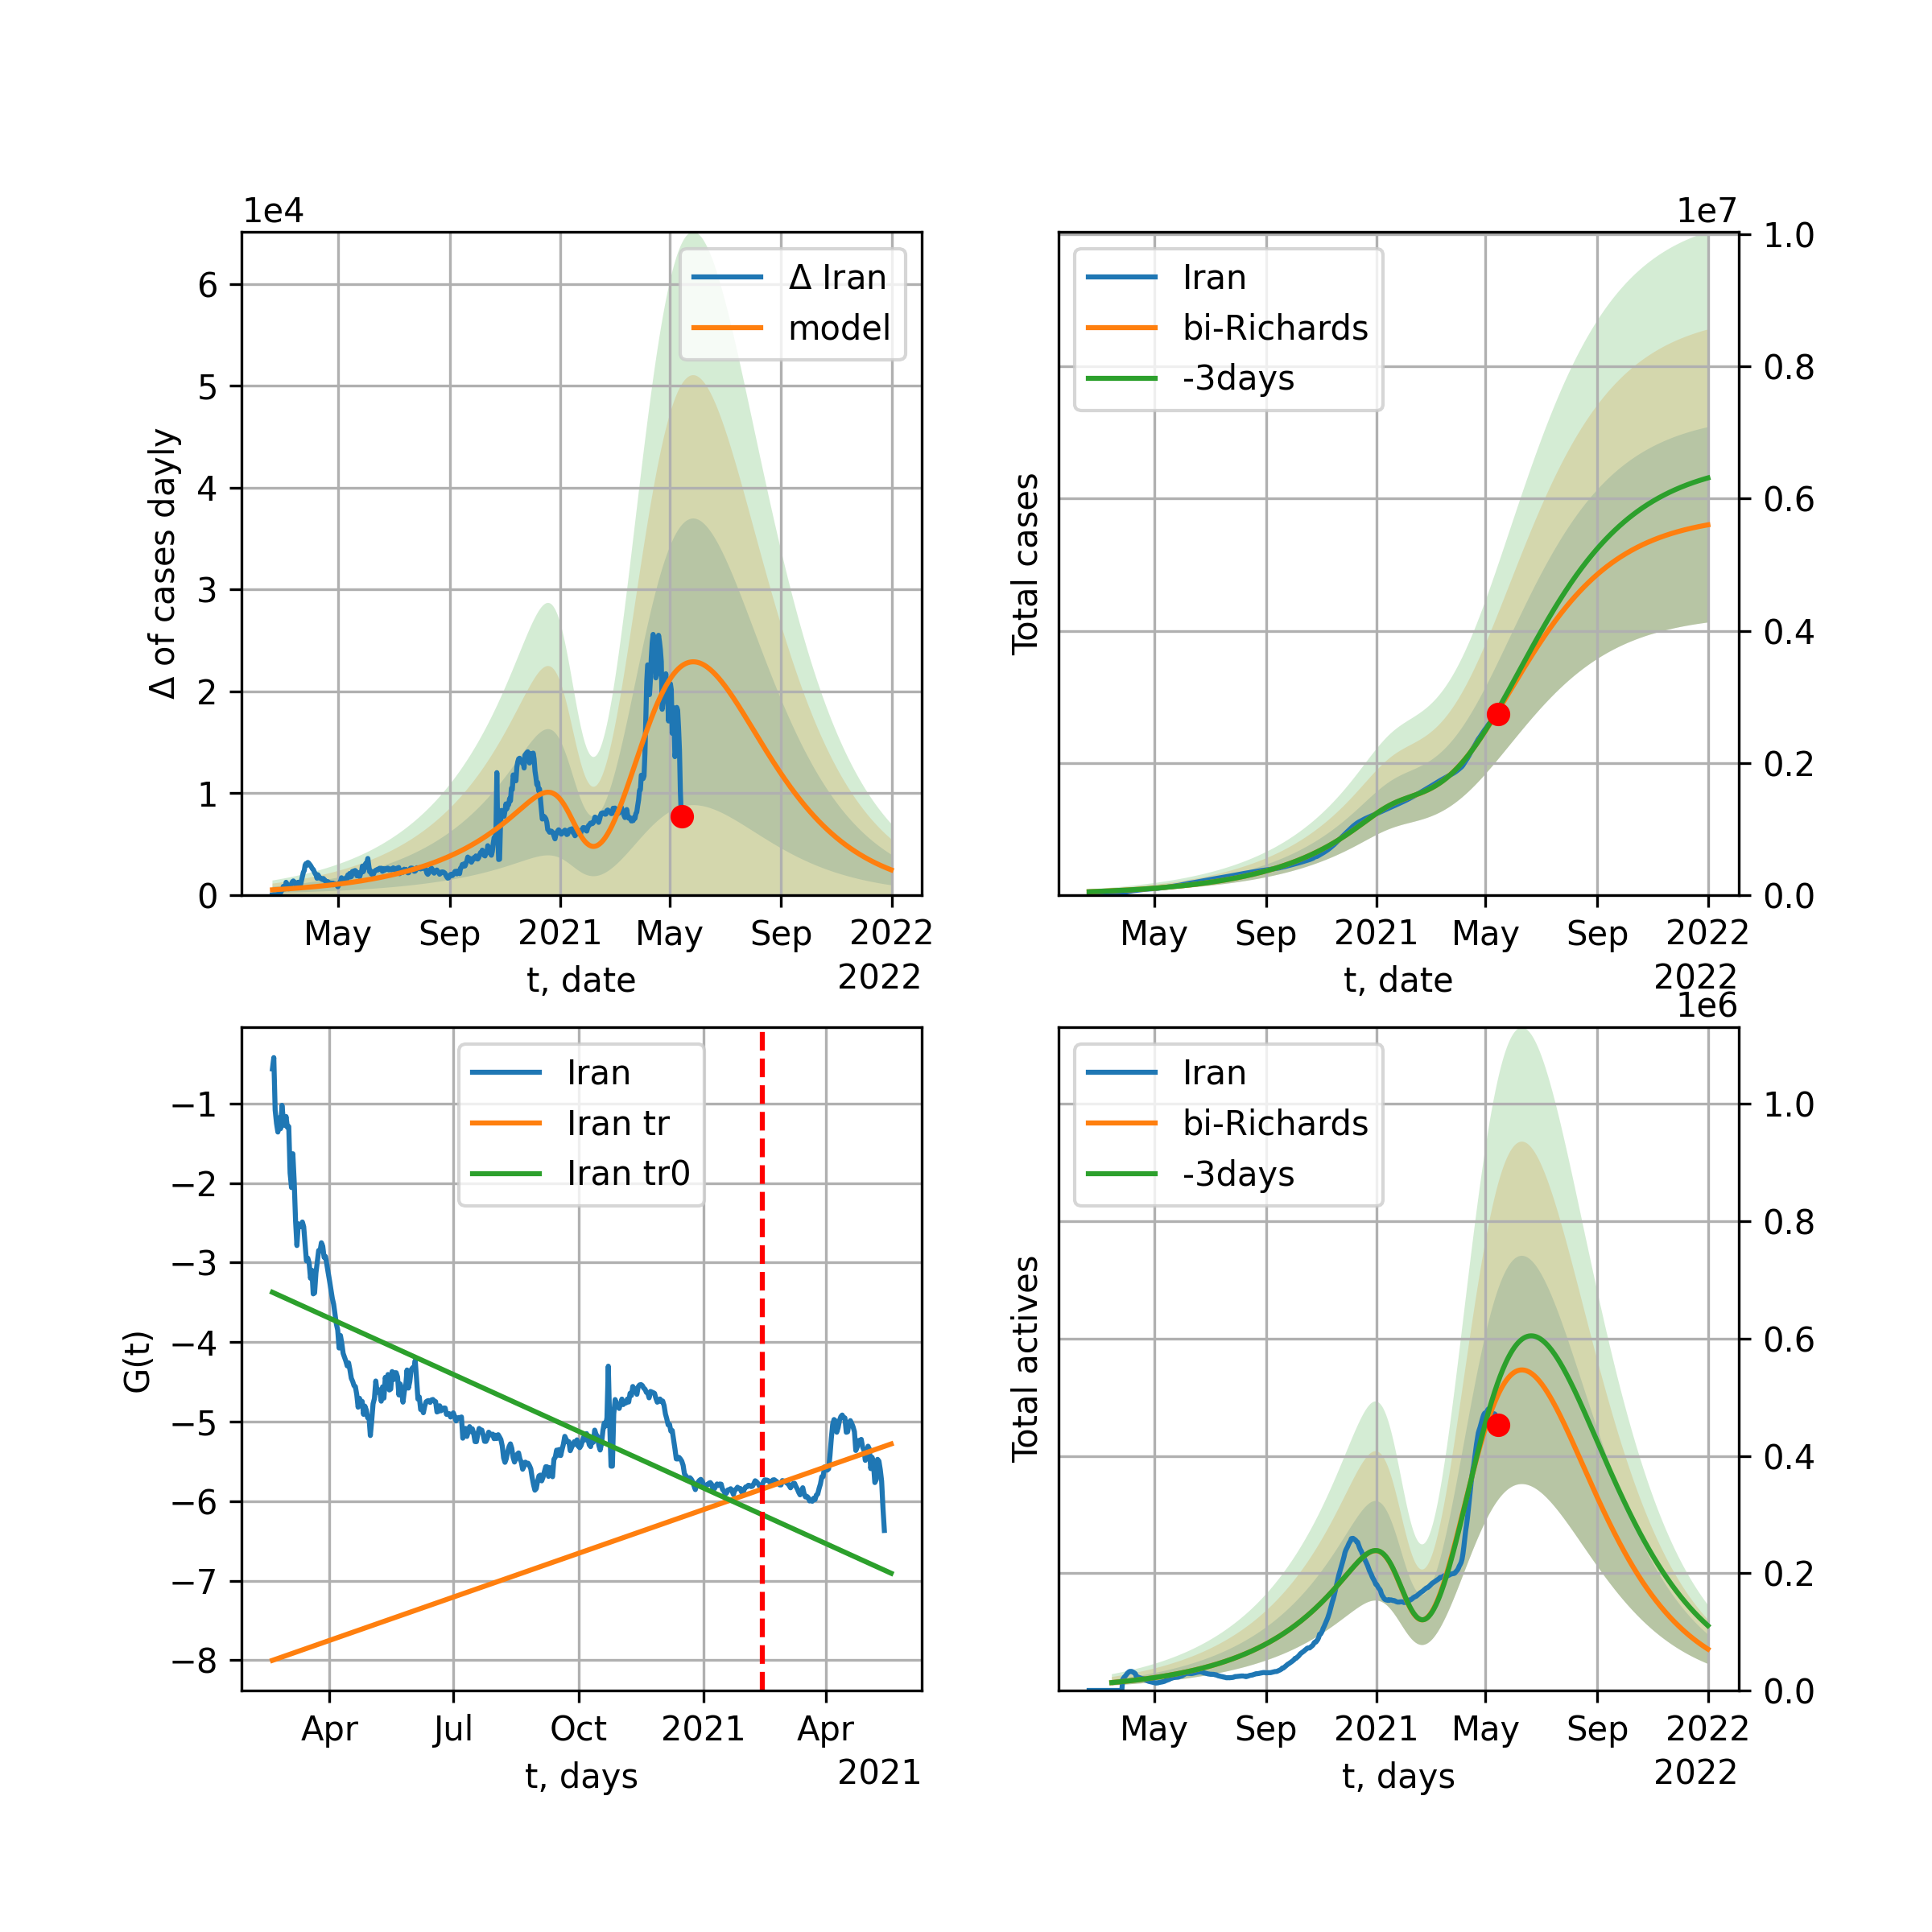 1e4
Δ of cases dayly
6
5
4
3
2
1
0
Δ Iran
model
May
Sep
2021
May
Sep
2022
t, date
2022
1e7
Total cases
Iran
bi-Richards
-3days
1.0
0.8
0.6
0.4
0.2
0.0
May
Sep
2021
May
Sep
2022
t, date
2022
G(t)
−1
−2
−3
−4
−5
−6
−7
−8
Iran
Iran tr
Iran tr0
Apr
Jul
Oct
2021
Apr
t, days
2021
1e6
Total actives
Iran
bi-Richards
-3days
1.0
0.8
0.6
0.4
0.2
0.0
May
Sep
2021
May
Sep
2022
t, days
2022